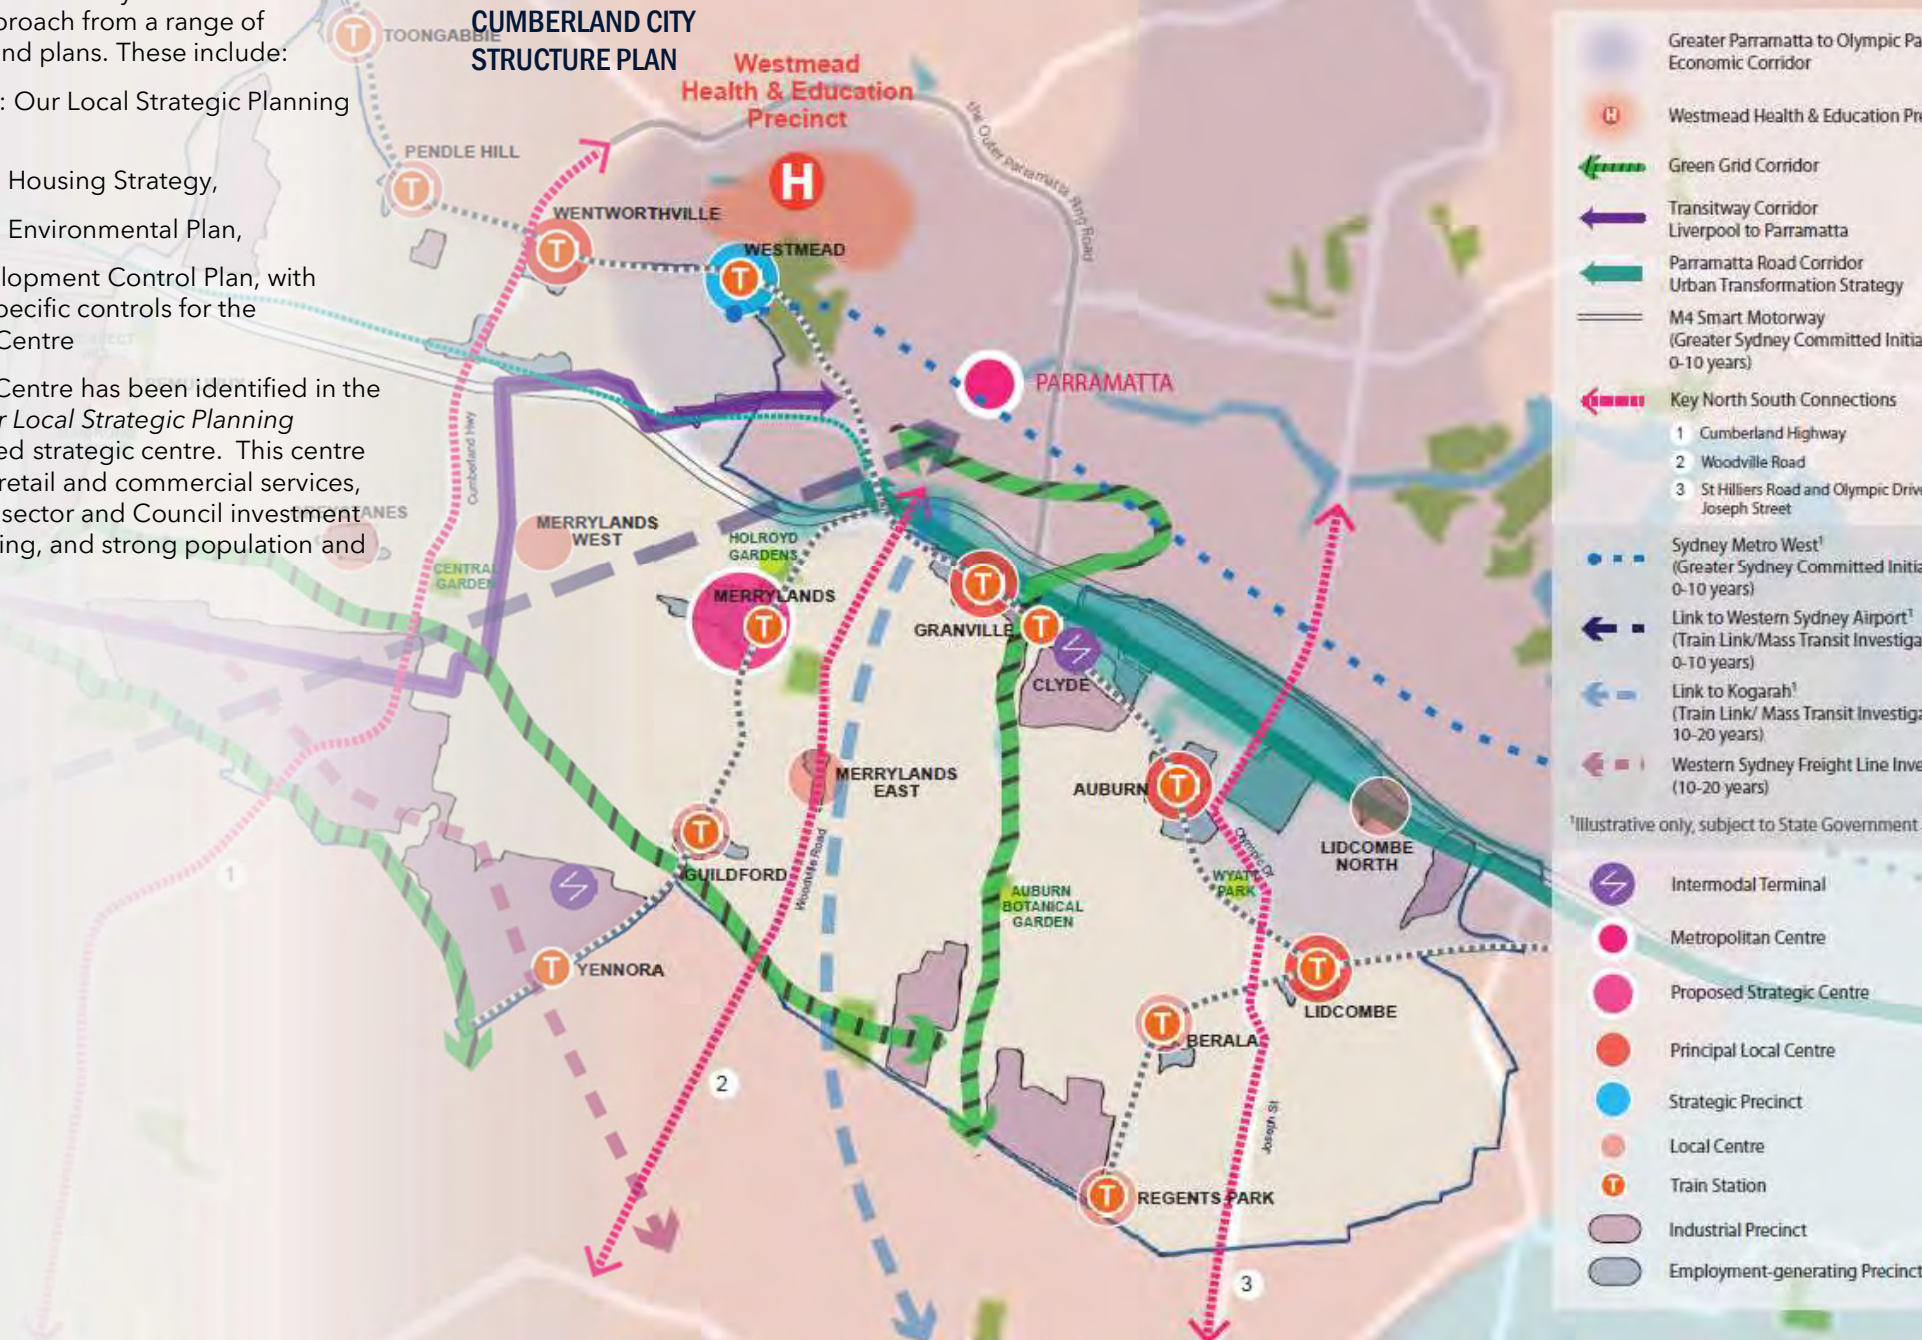 proach from a range of
nd plans. These include:
: Our Local Strategic Planning
Housing Strategy,
Environmental Plan,
lopment Control Plan, with
pecific controls for the
Centre
Centre has been identified in the
r Local Strategic Planning
ed strategic centre. This centre
retail and commercial services,
sector and Council investment
ing, and strong population and
CUMBERLAND CITY
STRUCTURE PLAN
TOONGABBIE
Westmead
Health & Education
Precinct
H
the Outer Parramatta Ring Road
PENDLE HILL
T
WENTWORTHVILLE
T
WESTMEAD
T
PARRAMATTA
Cumberland Hwy
MERRYLANDS
WEST
CENTRAL
GARDEN
HOLROYD
GARDENS
MERRYLANDS
T
GRANVILLE
T
T
CLYDE
MERRYLANDS
EAST
Woodville Road
AUBURN
T
LIDCOMBE
NORTH
Olympic Dr
WYATT
PARK
T
GUILDFORD
AUBURN
BOTANICAL
GARDEN
1
T
YENNORA
T
LIDCOMBE
T
BERALA
2
Joseph St
T
REGENTS PARK
3
Greater Parramatta to Olympic Pa
Economic Corridor
H
Westmead Health & Education Pre
Green Grid Corridor
Transitway Corridor
Liverpool to Parramatta
Parramatta Road Corridor
Urban Transformation Strategy
M4 Smart Motorway
(Greater Sydney Committed Initia
0-10 years)
Key North South Connections
1 Cumberland Highway
2 Woodville Road
3 St Hilliers Road and Olympic Drive
Joseph Street
Sydney Metro West¹
(Greater Sydney Committed Initia
0-10 years)
Link to Western Sydney Airport¹
(Train Link/Mass Transit Investiga
0-10 years)
Link to Kogarah¹
(Train Link/ Mass Transit Investiga
10-20 years)
Western Sydney Freight Line Inve
(10-20 years)
¹Illustrative only, subject to State Government
Intermodal Terminal
Metropolitan Centre
Proposed Strategic Centre
Principal Local Centre
Strategic Precinct
Local Centre
T
Train Station
Industrial Precinct
Employment-generating Precinct